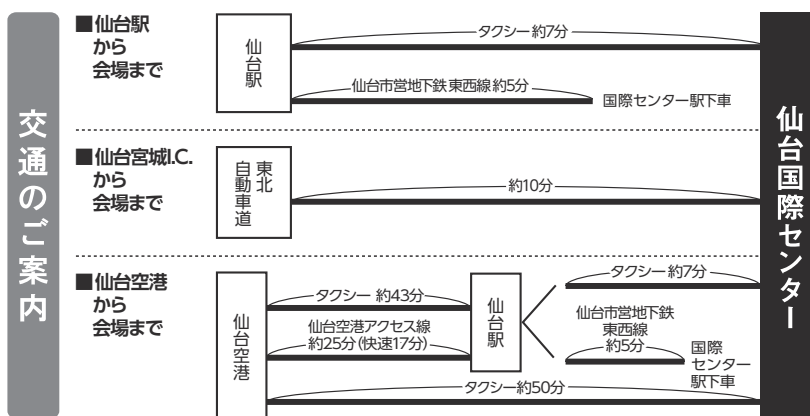 交通のご案内
■仙台駅
から
会場まで
仙台駅
タクシー約7分
仙台市営地下鉄 東西線 約5分
国際センター駅下車
■仙台宮城I.C.
から
会場まで
東北
自動車道
約10分
■仙台空港
から
会場まで
仙台空港
タクシー 約43分
仙台空港アクセス線
約25分(快速17分)
仙台駅
タクシー約7分
仙台市営地下鉄
東西線
約5分
国際
センター
駅下車
タクシー約50分
仙台国際センター